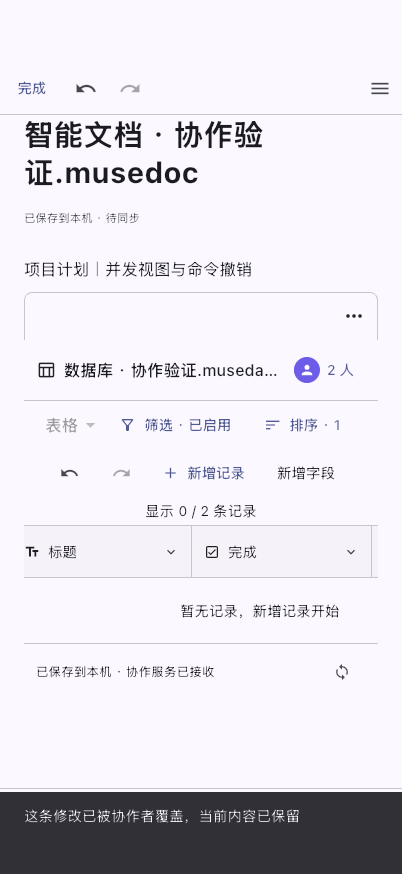 完成
智能文档 · 协作验
证.musedoc
已保存到本机 · 待同步
项目计划｜并发视图与命令撤销
数据库 · 协作验证.museda... 2 人
表格 筛选 · 已启用 排序 · 1
新增记录 新增字段
显示 0 / 2 条记录
标题 完成
暂无记录，新增记录开始
已保存到本机 · 协作服务已接收
这条修改已被协作者覆盖，当前内容已保留